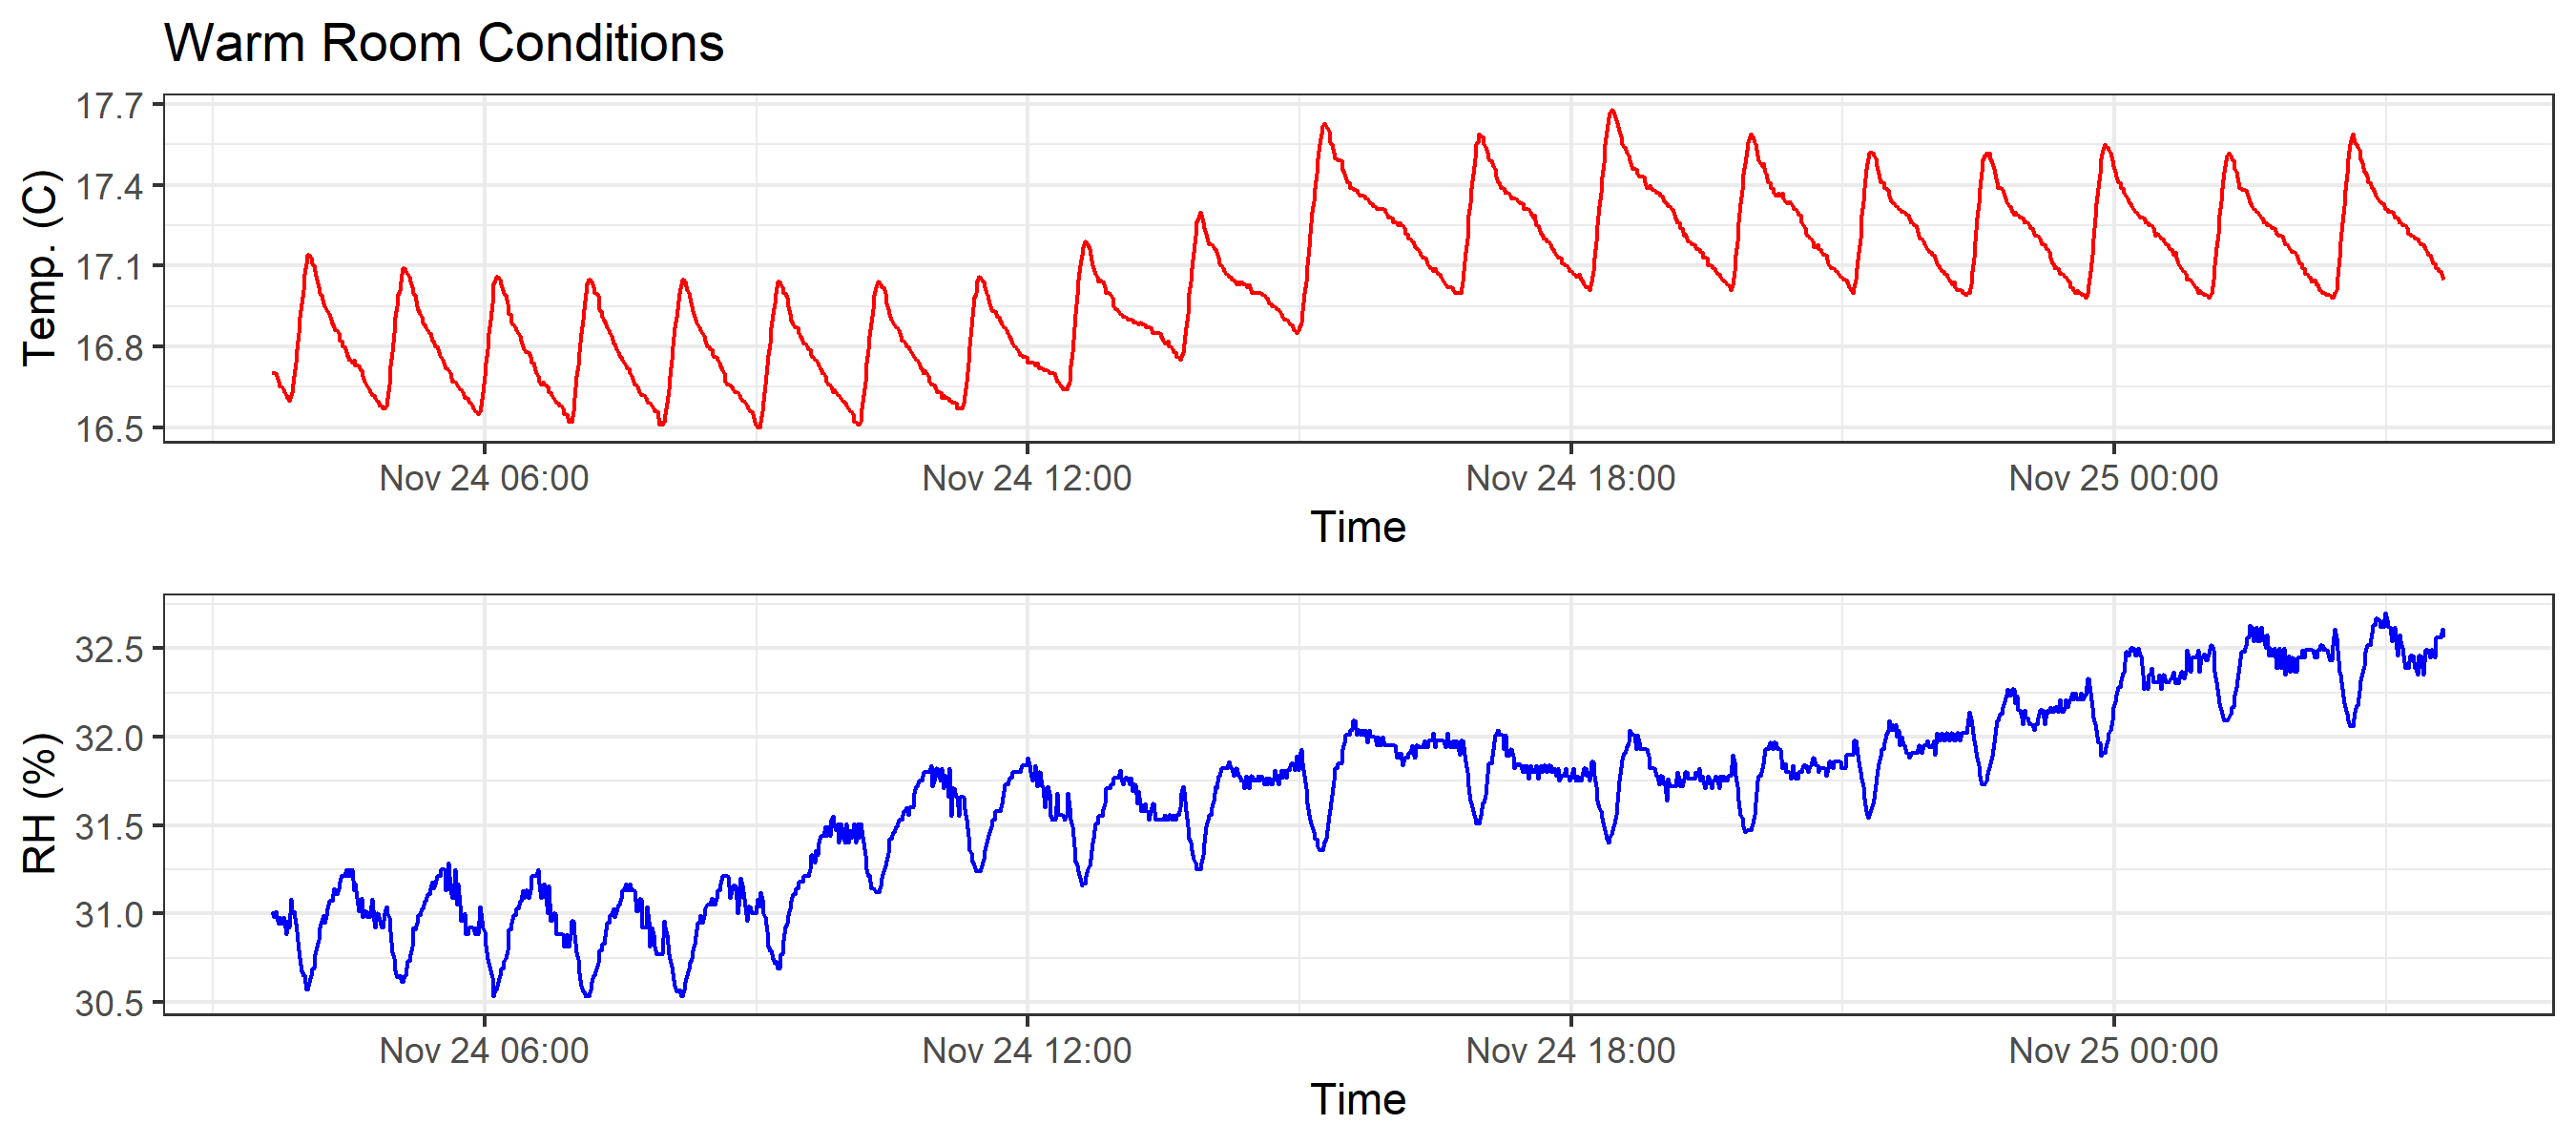 Warm Room Conditions
17.7
17.4
17.1
16.8
16.5
Temp. (C)
Nov 24 06:00 Nov 24 12:00 Nov 24 18:00 Nov 25 00:00
Time
32.5
32.0
31.5
31.0
30.5
RH (%)
Nov 24 06:00 Nov 24 12:00 Nov 24 18:00 Nov 25 00:00
Time